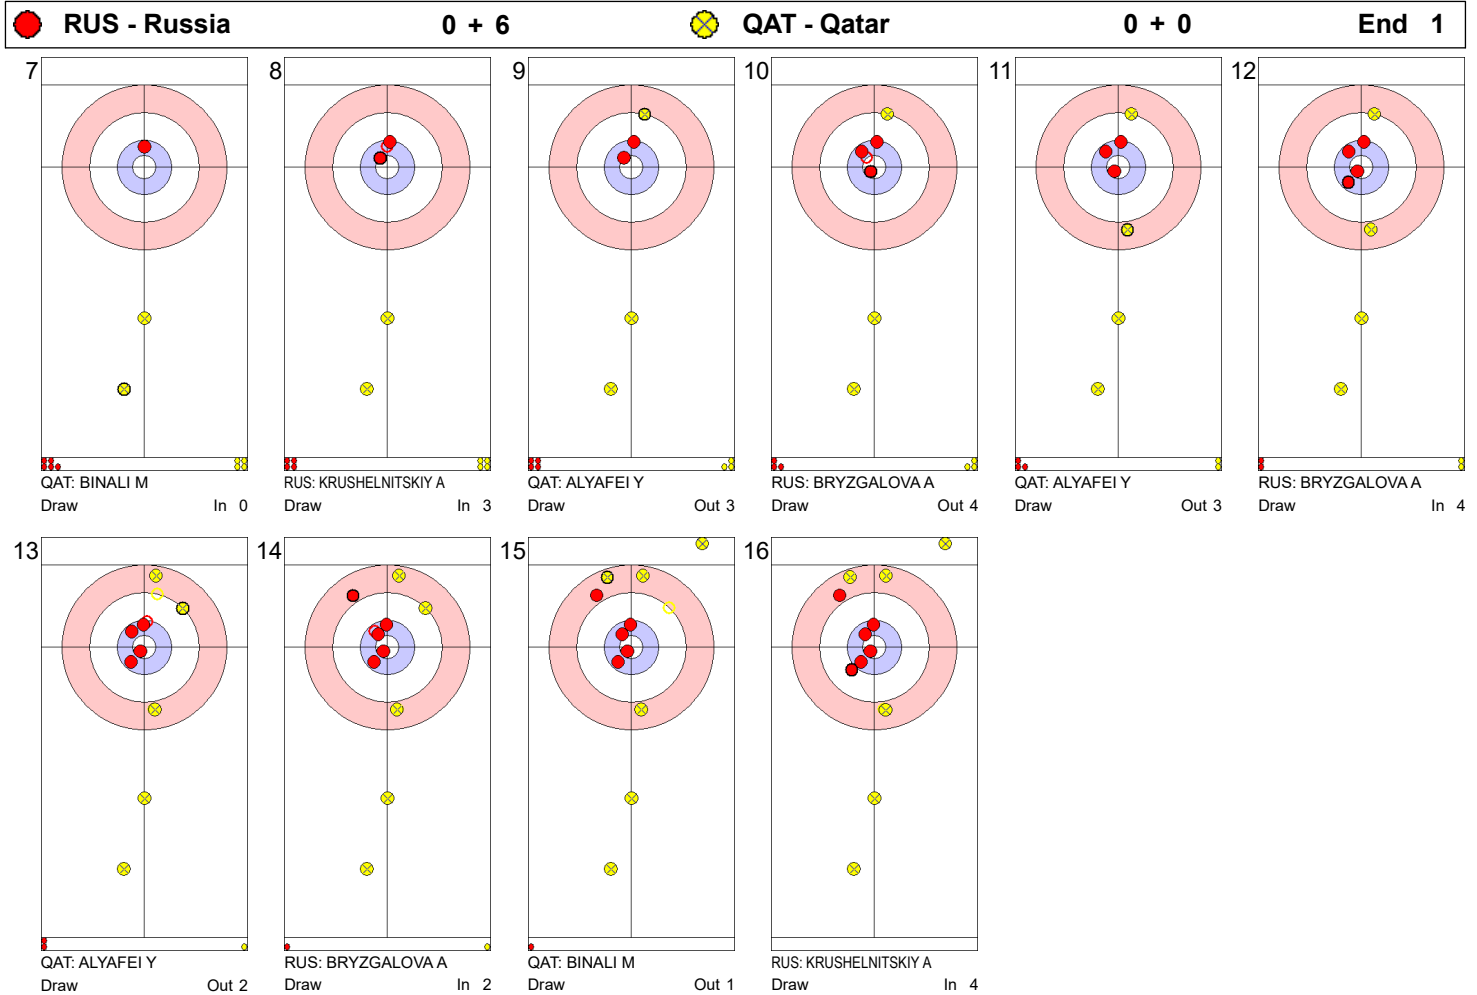 RUS - Russia 0 + 6 QAT - Qatar 0 + 0 End 1
7 8 9 10 11 12
QAT: BINALI M RUS: KRUSHELNITSKIY A QAT: ALYAFEI Y RUS: BRYZGALOVA A QAT: ALYAFEI Y RUS: BRYZGALOVA A
Draw In 0 Draw In 3 Draw Out 3 Draw Out 4 Draw Out 3 Draw In 4
13 14 15 16
QAT: ALYAFEI Y RUS: BRYZGALOVA A QAT: BINALI M RUS: KRUSHELNITSKIY A
Draw Out 2 Draw In 2 Draw Out 1 Draw In 4